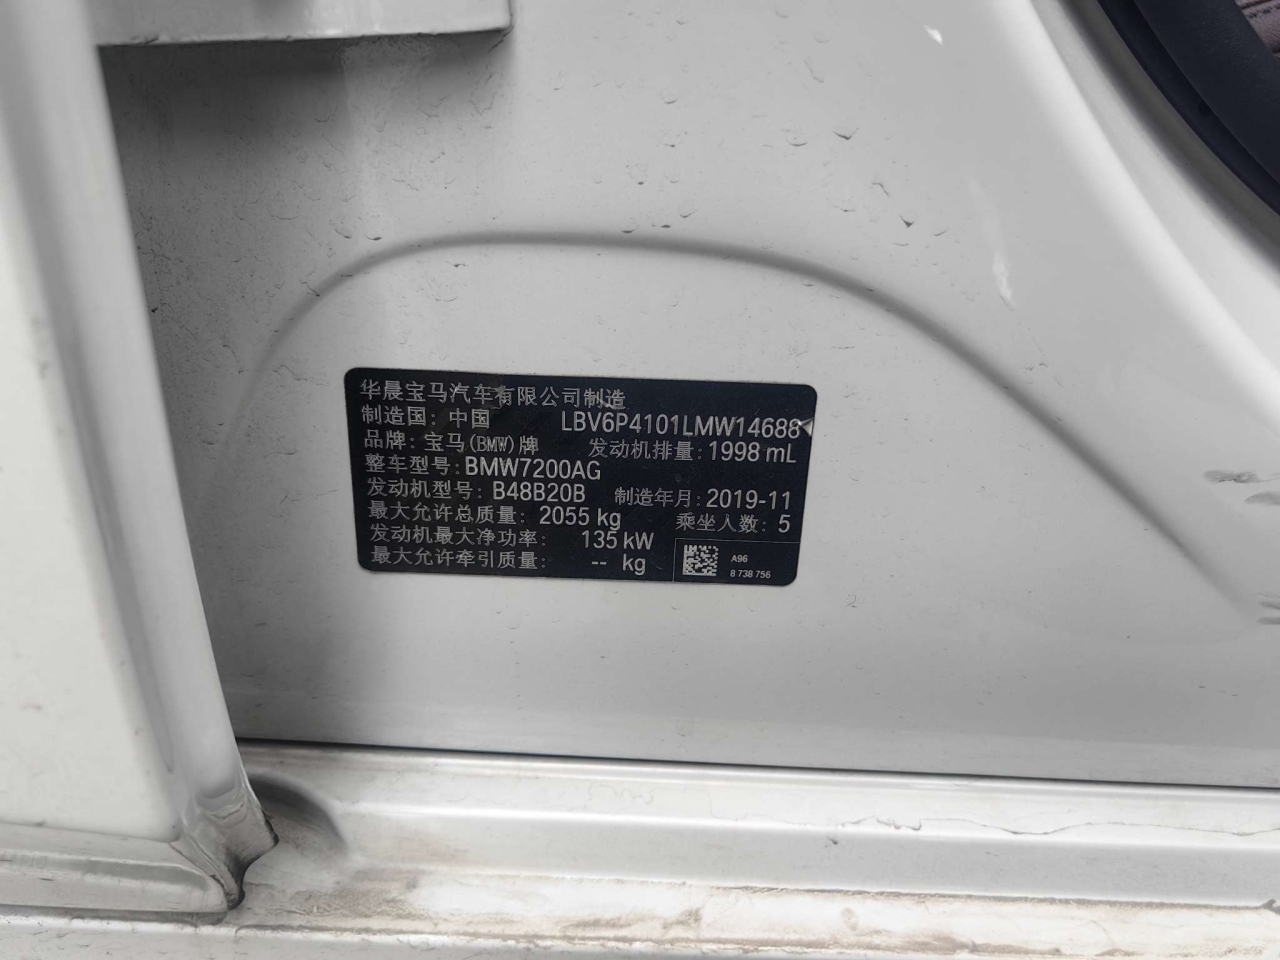 华晨宝马汽车有限公司制造
制造国：中国 LBV6P4101LMW14688
品牌：宝马(BMW)牌 发动机排量：1998 mL
整车型号：BMW7200AG
发动机型号：B48B20B 制造年月：2019-11
最大允许总质量：2055 kg 乘坐人数：5
发动机最大净功率：135 kW
最大允许牵引质量：-- kg
A96
8 738 756